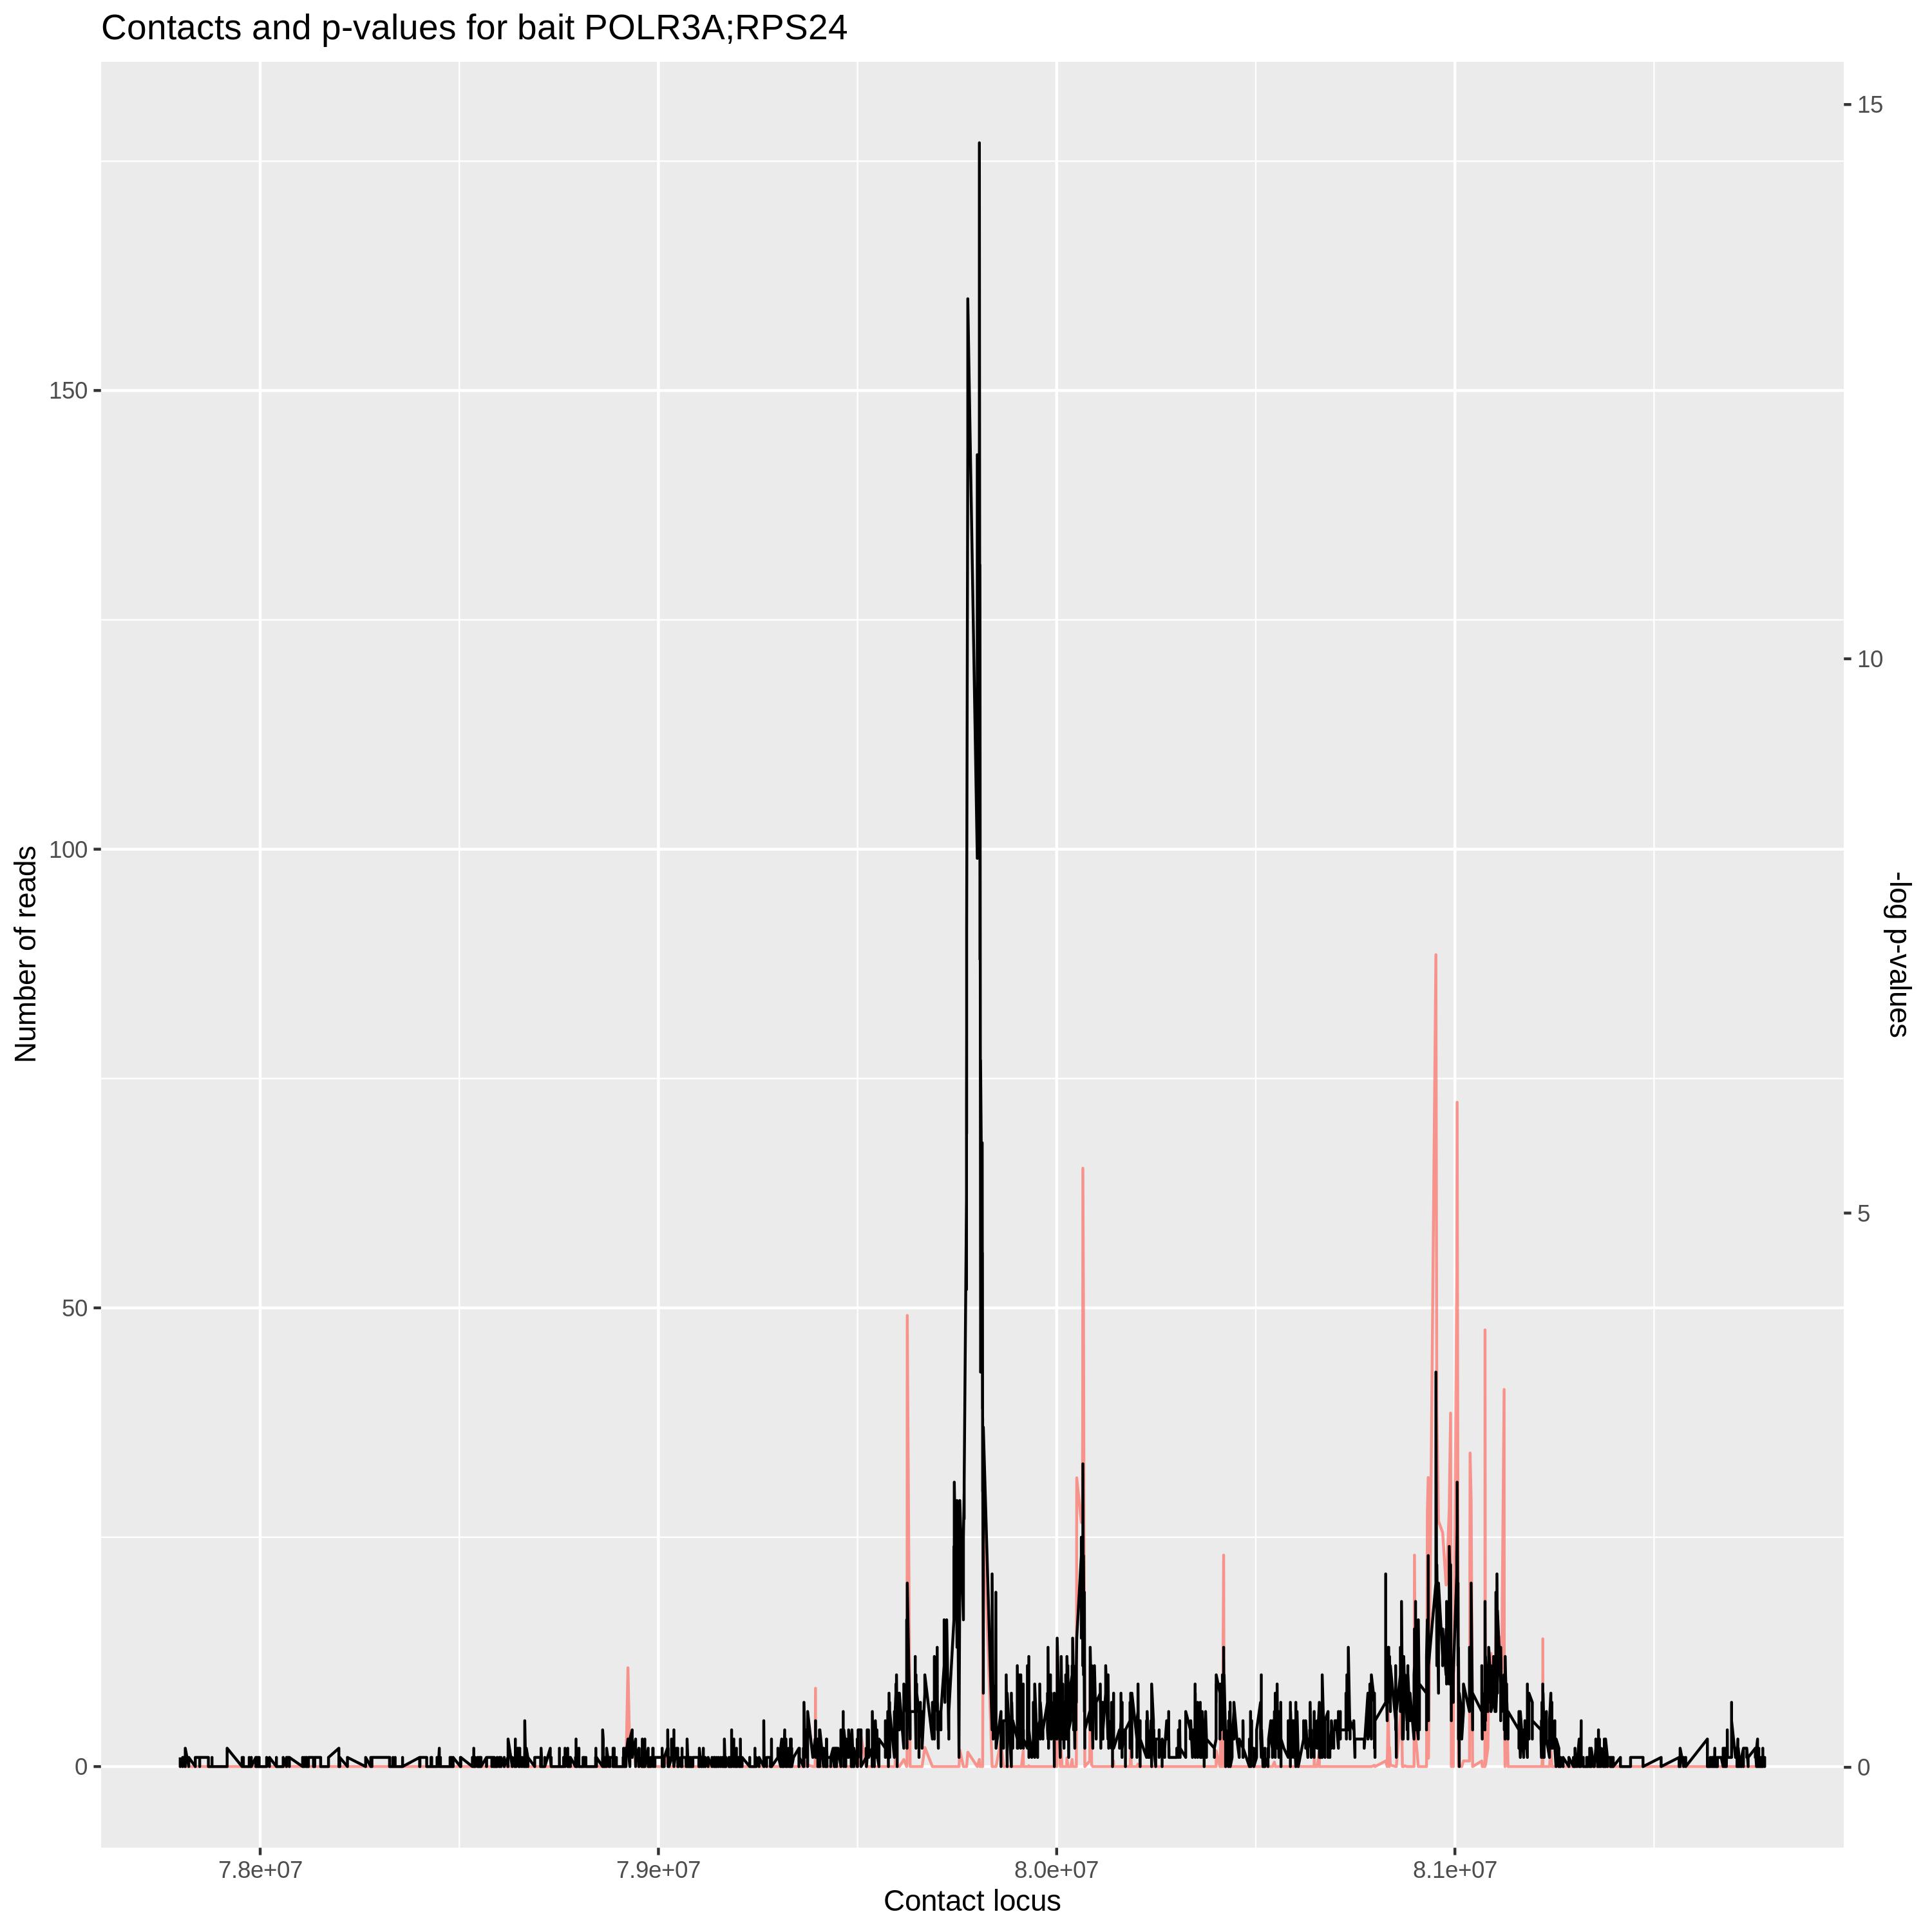 Contacts and p-values for bait POLR3A;RPS24
Number of reads
150
100
50
0
15
10
5
0
-log p-values
7.8e+07
7.9e+07
8.0e+07
8.1e+07
Contact locus